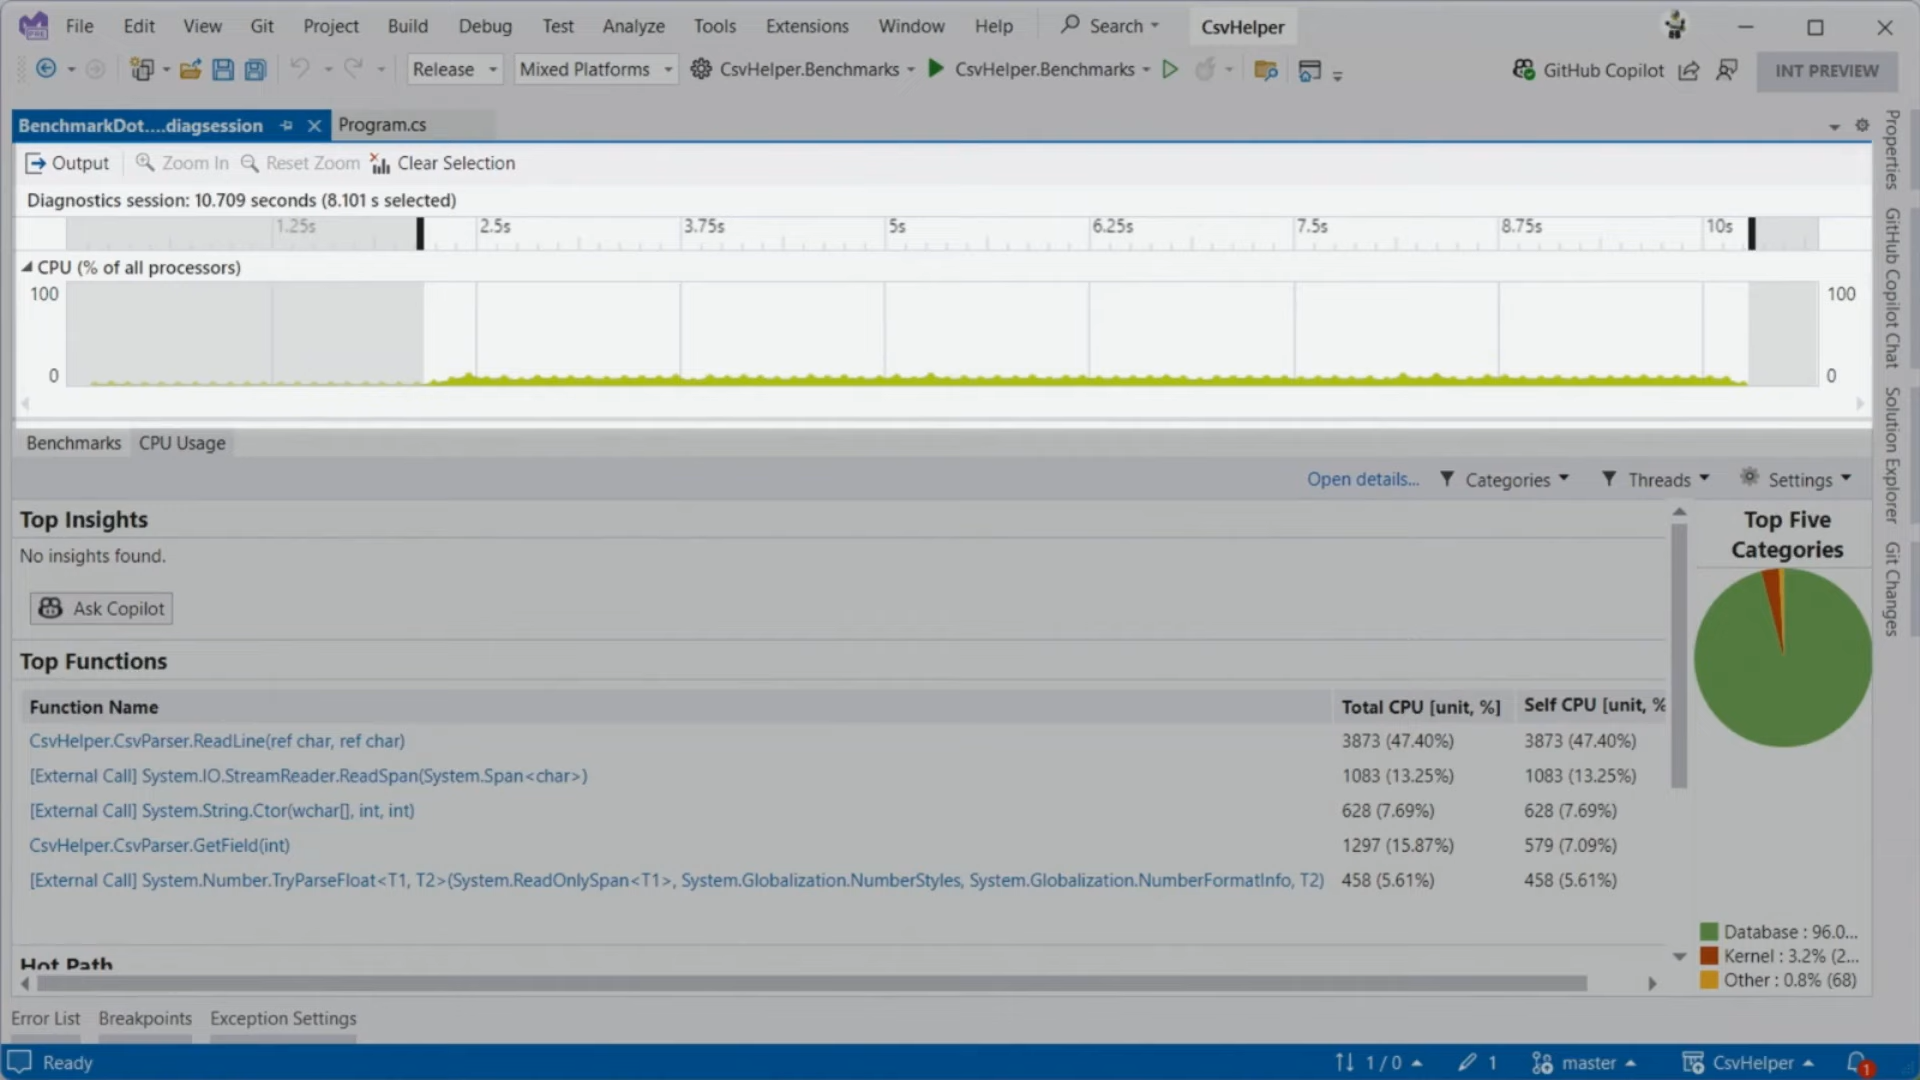 File Edit View Git Project Build Debug Test Analyze Tools Extensions Window Help Search CsvHelper
Release Mixed Platforms CsvHelper.Benchmarks CsvHelper.Benchmarks GitHub Copilot INT PREVIEW
BenchmarkDot....diagsession Program.cs
Output Zoom In Reset Zoom Clear Selection
Diagnostics session: 10.709 seconds (8.101 s selected)
1.25s 2.5s 3.75s 5s 6.25s 7.5s 8.75s 10s
CPU (% of all processors)
100 100
0 0
Benchmarks CPU Usage
Open details... Categories Threads Settings
Top Insights
No insights found.
Ask Copilot
Top Functions
Function Name Total CPU [unit, %] Self CPU [unit, %
CsvHelper.CsvParser.ReadLine(ref char, ref char) 3873 (47.40%) 3873 (47.40%)
[External Call] System.IO.StreamReader.ReadSpan(System.Span<char>) 1083 (13.25%) 1083 (13.25%)
[External Call] System.String.Ctor(wchar[], int, int) 628 (7.69%) 628 (7.69%)
CsvHelper.CsvParser.GetField(int) 1297 (15.87%) 579 (7.09%)
[External Call] System.Number.TryParseFloat<T1, T2>(System.ReadOnlySpan<T1>, System.Globalization.NumberStyles, System.Globalization.NumberFormatInfo, T2) 458 (5.61%) 458 (5.61%)
Hot Path
Top Five
Categories
Database : 96.0...
Kernel : 3.2% (2...
Other : 0.8% (68)
Properties
GitHub Copilot Chat
Solution Explorer
Git Changes
Error List Breakpoints Exception Settings
Ready 1 / 0 1 master CsvHelper 1